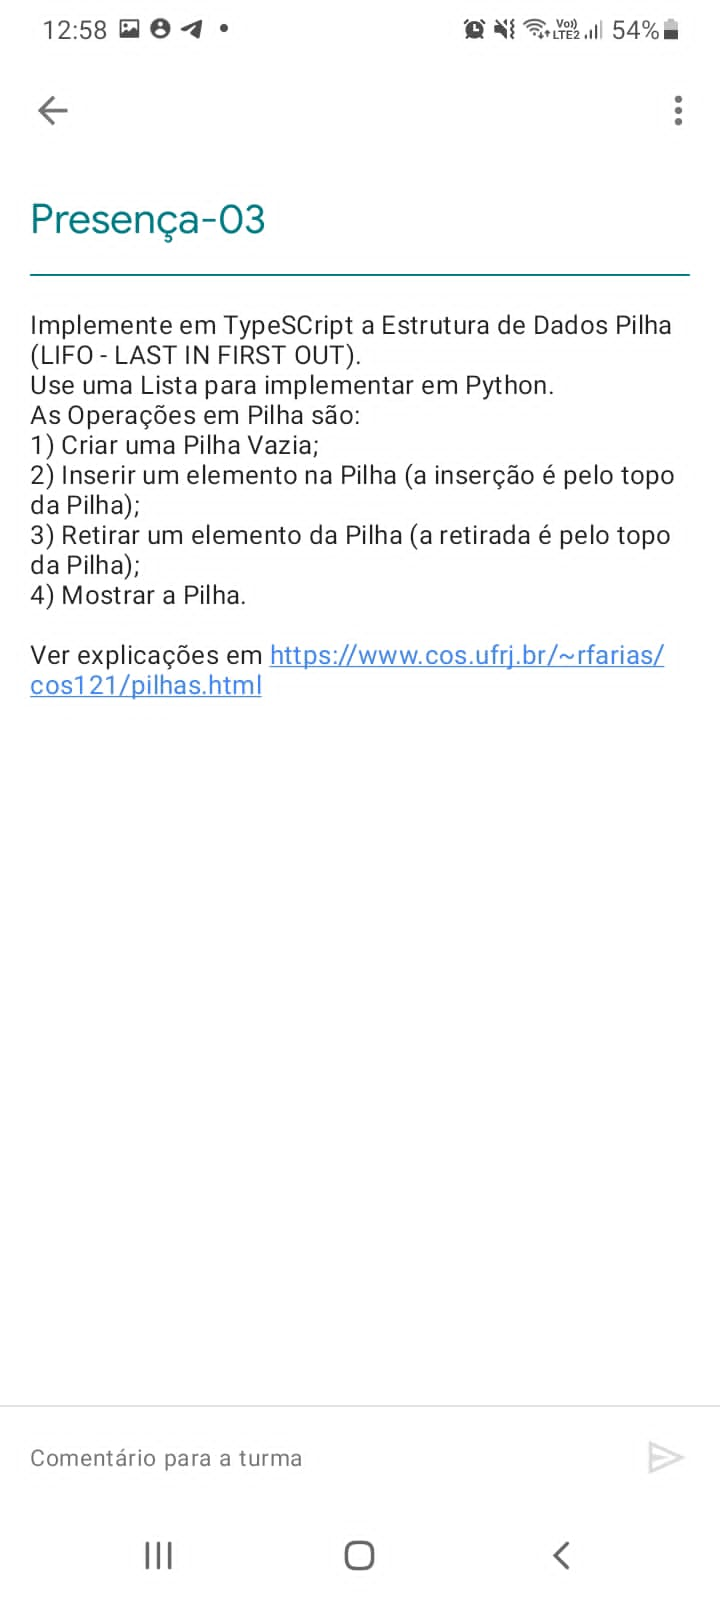 12:58
Vo))
LTE2
54%
Presença-03
Implemente em TypeSCript a Estrutura de Dados Pilha
(LIFO - LAST IN FIRST OUT).
Use uma Lista para implementar em Python.
As Operações em Pilha são:
1) Criar uma Pilha Vazia;
2) Inserir um elemento na Pilha (a inserção é pelo topo
da Pilha);
3) Retirar um elemento da Pilha (a retirada é pelo topo
da Pilha);
4) Mostrar a Pilha.
Ver explicações em https://www.cos.ufrj.br/~rfarias/
cos121/pilhas.html
Comentário para a turma